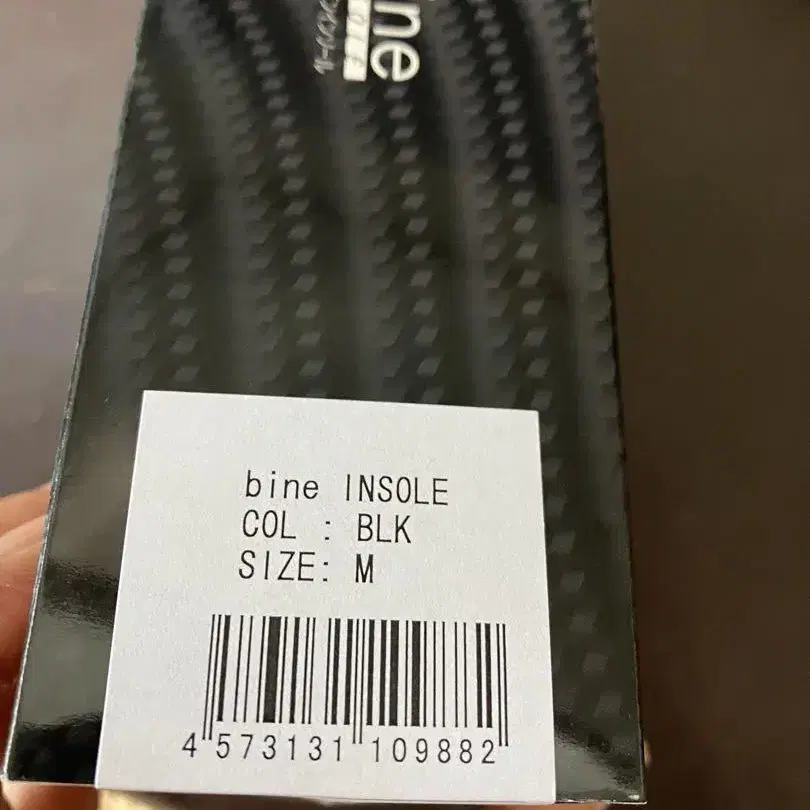 ne
bine INSOLE
COL : BLK
SIZE: M
4 573131 109882